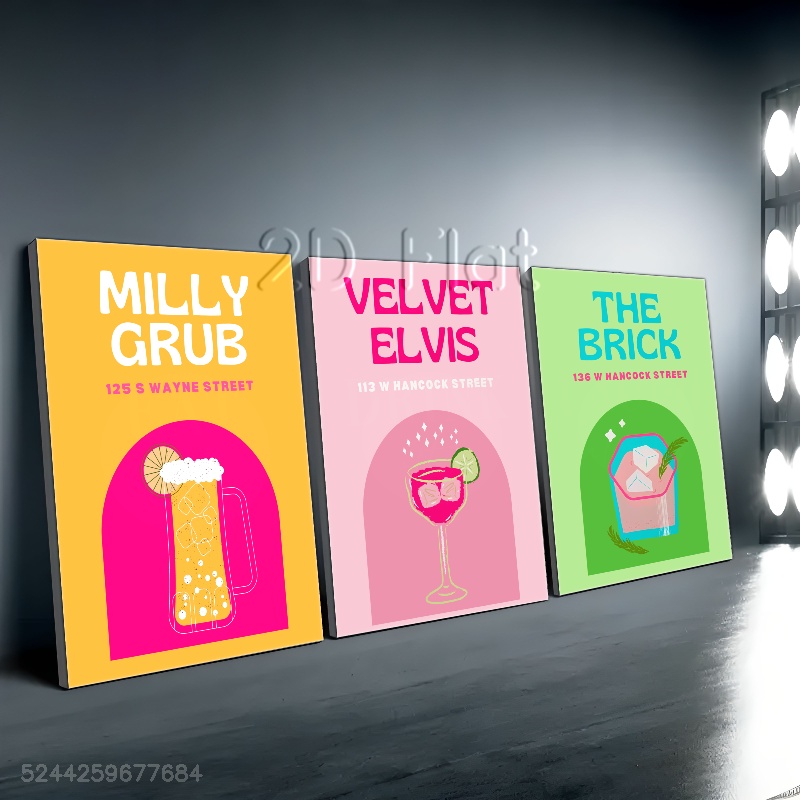 2D Flat
MILLY
GRUB
125 S WAYNE STREET
VELVET
ELVIS
113 W HANCOCK STREET
THE
BRICK
136 W HANCOCK STREET
5244259677684